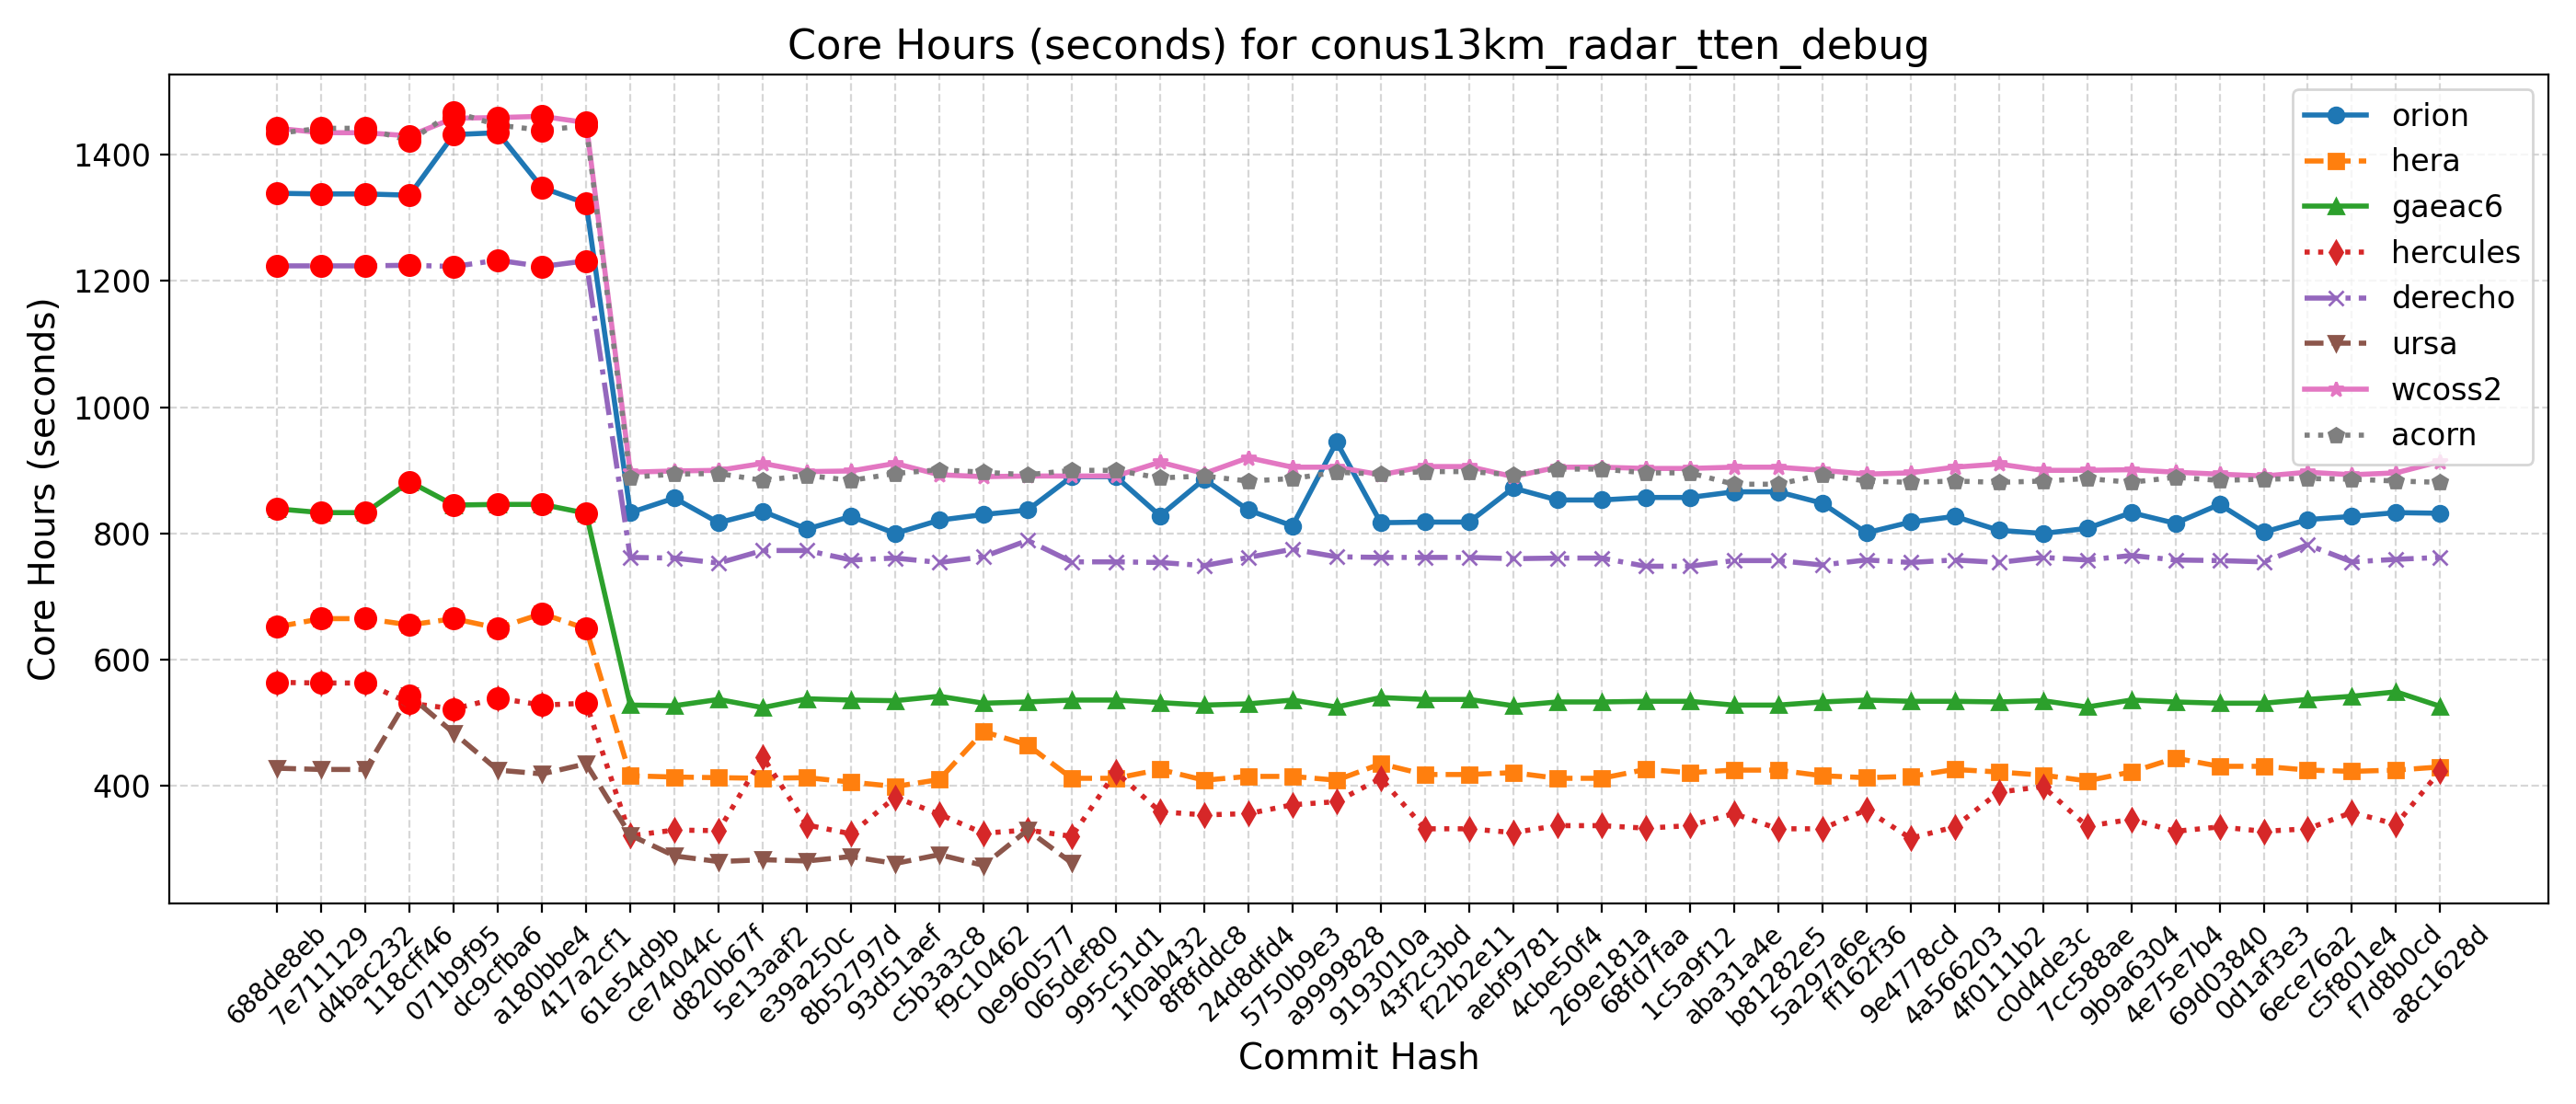 Core Hours (seconds) for conus13km_radar_tten_debug
Core Hours (seconds)
1400
1200
1000
800
600
400
orion
hera
gaeac6
hercules
derecho
ursa
wcoss2
acorn
688de8eb
7e711129
d4bac232
118cff46
071b9f95
dc9cfba6
a180bbe4
417a2cf1
61e54d9b
ce74044c
d820b67f
5e13aaf2
e39a250c
8b52797d
93d51aef
c5b3a3c8
f9c10462
0e960577
065def80
995c51d1
1f0ab432
8f8fddc8
24d8dfd4
5750b9e3
a9999828
9193010a
43f2c3bd
f22b2e11
aebf9781
4cbe50f4
269e181a
68fd7faa
1c5a9f12
aba31a4e
b81282e5
5a297a6e
ff162f36
9e4778cd
4a566203
4f0111b2
c0d4de3c
7cc588ae
9b9a6304
4e75e7b4
69d03840
0d1af3e3
6ece76a2
c5f801e4
f7d8b0cd
a8c1628d
Commit Hash